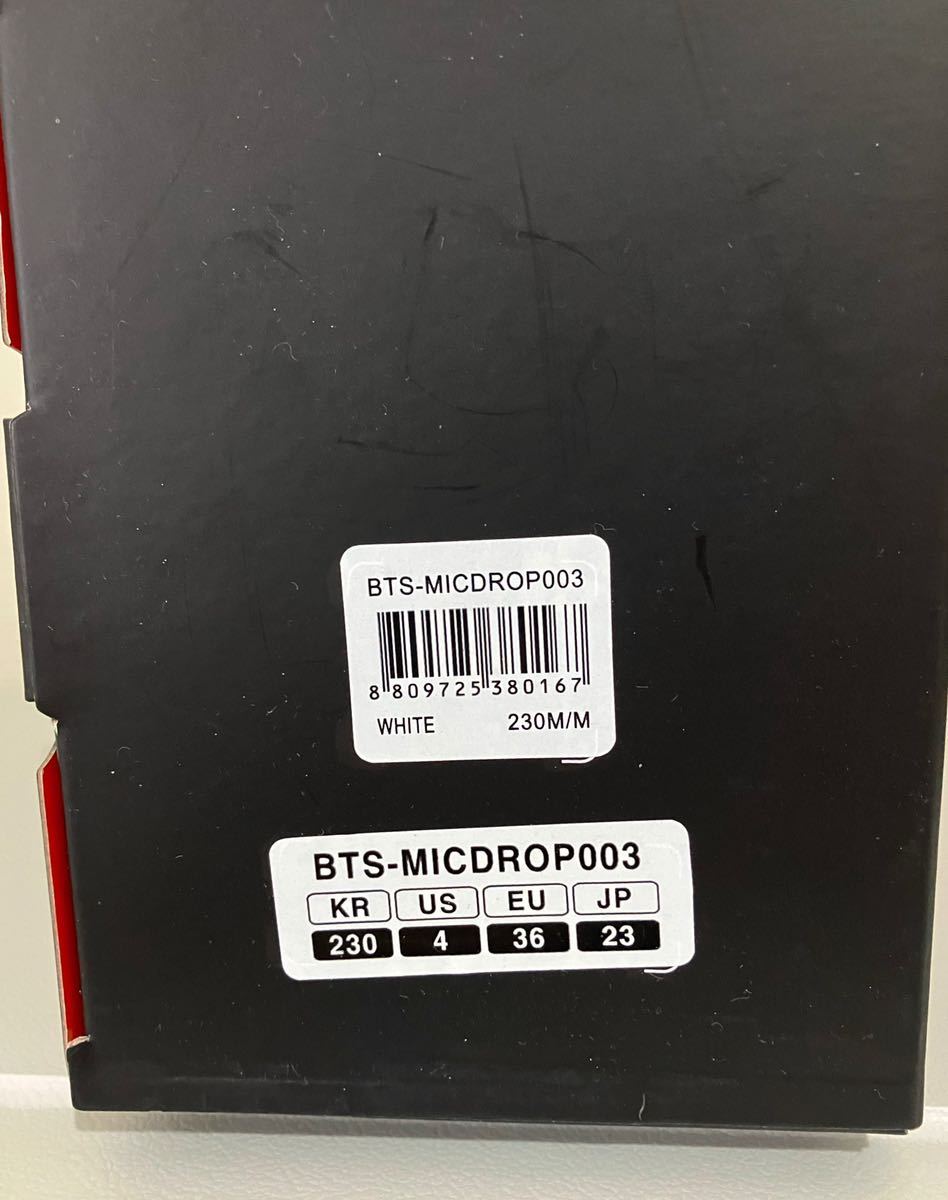 BTS-MICDROP003
8 809725 380167
WHITE 230M/M
BTS-MICDROP003
KR US EU JP
230 4 36 23